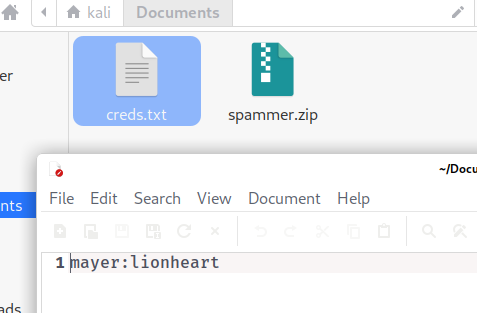 kali Documents
er
creds.txt spammer.zip
~/Docu
File Edit Search View Document Help
nts
1 mayer:lionheart
ads